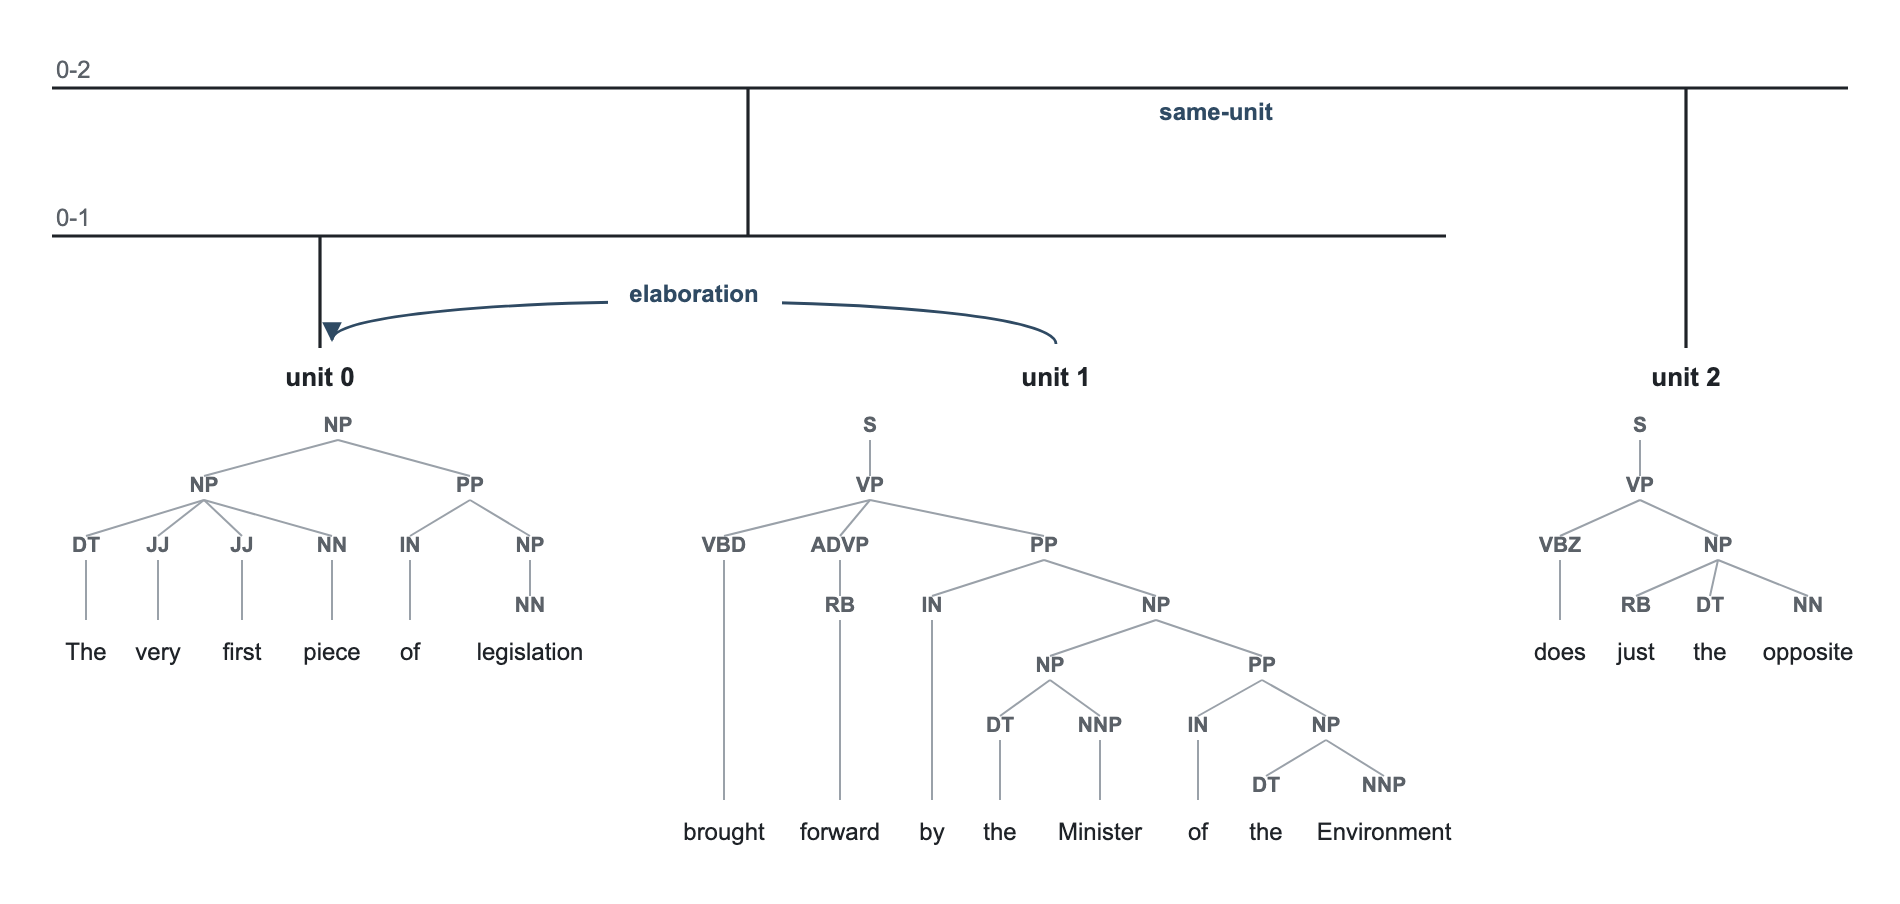 0-2
same-unit
0-1
elaboration
unit 0 unit 1 unit 2
NP S S
NP PP VP VP
DT JJ JJ NN IN NP VBD ADVP PP VBZ NP
NN RB IN NP RB DT NN
The very first piece of legislation does just the opposite
NP PP
DT NNP IN NP
DT NNP
brought forward by the Minister of the Environment